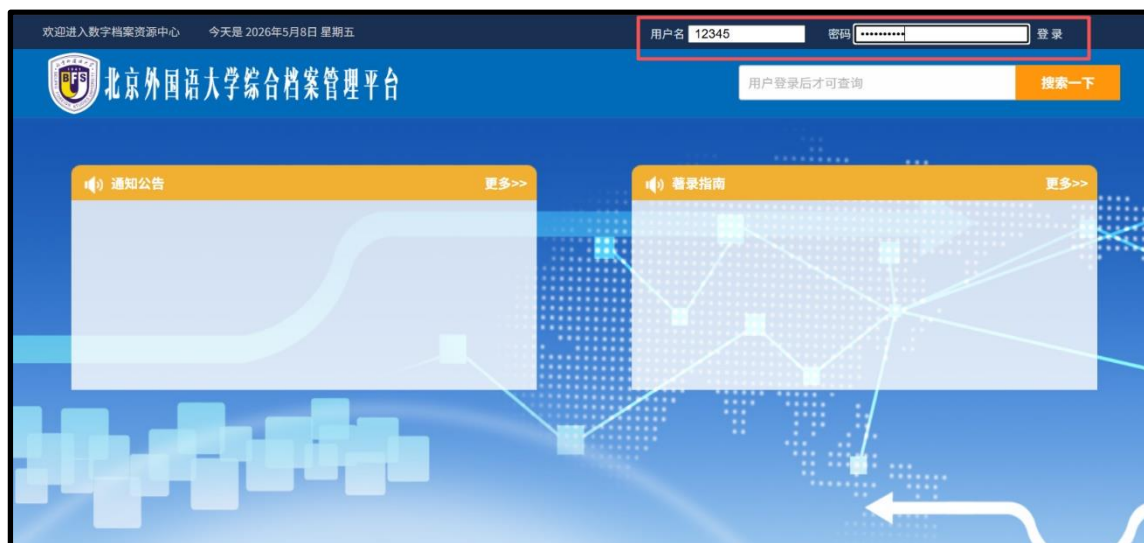 欢迎进入数字档案资源中心 今天是 2026年5月8日 星期五 用户名 12345 密码 •••••••••• 登 录
北京外国语大学综合档案管理平台
用户登录后才可查询 搜索一下
通知公告 更多>> 著录指南 更多>>